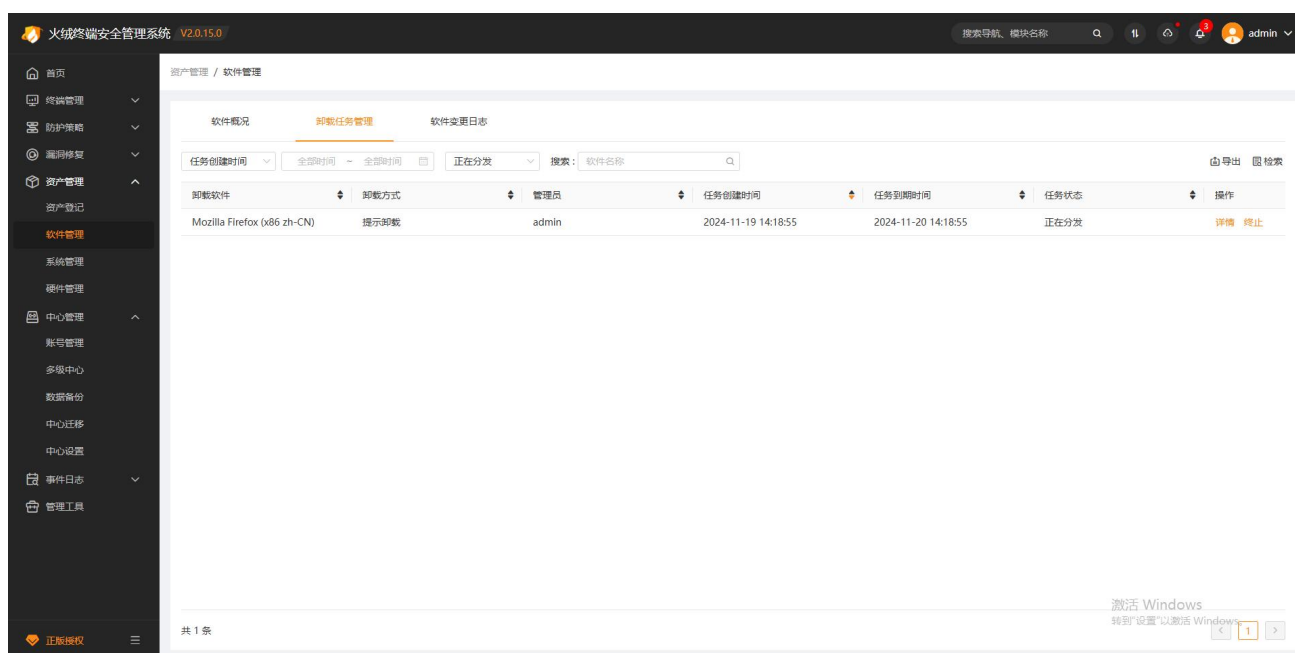 火绒终端安全管理系统 V2.0.15.0 搜索导航、模块名称 3 admin
首页
资产管理 / 软件管理
终端管理
防护策略
漏洞修复
资产管理
资产登记
软件管理
系统管理
硬件管理
中心管理
账号管理
多级中心
数据备份
中心迁移
中心设置
事件日志
管理工具
正版授权
软件概况 卸载任务管理 软件变更日志
任务创建时间 全部时间 ~ 全部时间 正在分发 搜索： 软件名称 导出 检索
卸载软件 卸载方式 管理员 任务创建时间 任务到期时间 任务状态 操作
Mozilla Firefox (x86 zh-CN) 提示卸载 admin 2024-11-19 14:18:55 2024-11-20 14:18:55 正在分发 详情 终止
共 1 条
激活 Windows
转到"设置"以激活 Windows。
1